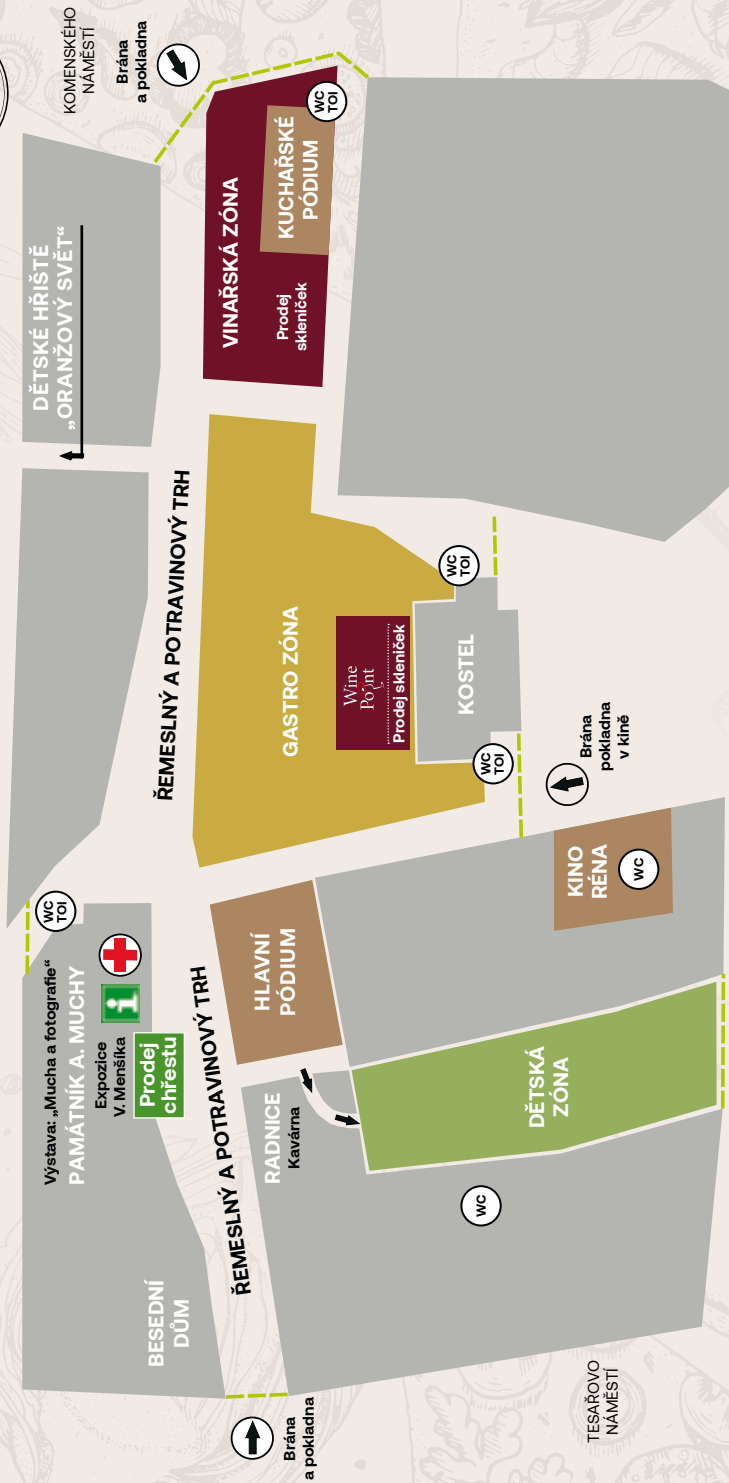 KOMENSKÉHO
NÁMĚSTÍ
Brána
a pokladna
DĚTSKÉ HŘIŠTĚ
„ORANŽOVÝ SVĚT“
VINAŘSKÁ ZÓNA
KUCHAŘSKÉ
PÓDIUM
WC
TOI
Prodej
skleniček
ŘEMESLNÝ A POTRAVINOVÝ TRH
GASTRO ZÓNA
Wine
Point
Prodej skleniček
KOSTEL
WC
TOI
WC
TOI
Brána
pokladna
v kině
KINO
RÉNA
WC
WC
TOI
Výstava: „Mucha a fotografie“
PAMÁTNÍK A. MUCHY
Expozice
V. Menšíka
i
Prodej
chřestu
HLAVNÍ
PÓDIUM
ŘEMESLNÝ A POTRAVINOVÝ TRH
RADNICE
Kavárna
DĚTSKÁ
ZÓNA
WC
BESEDNÍ
DŮM
Brána
a pokladna
TESAŘOVO
NÁMĚSTÍ